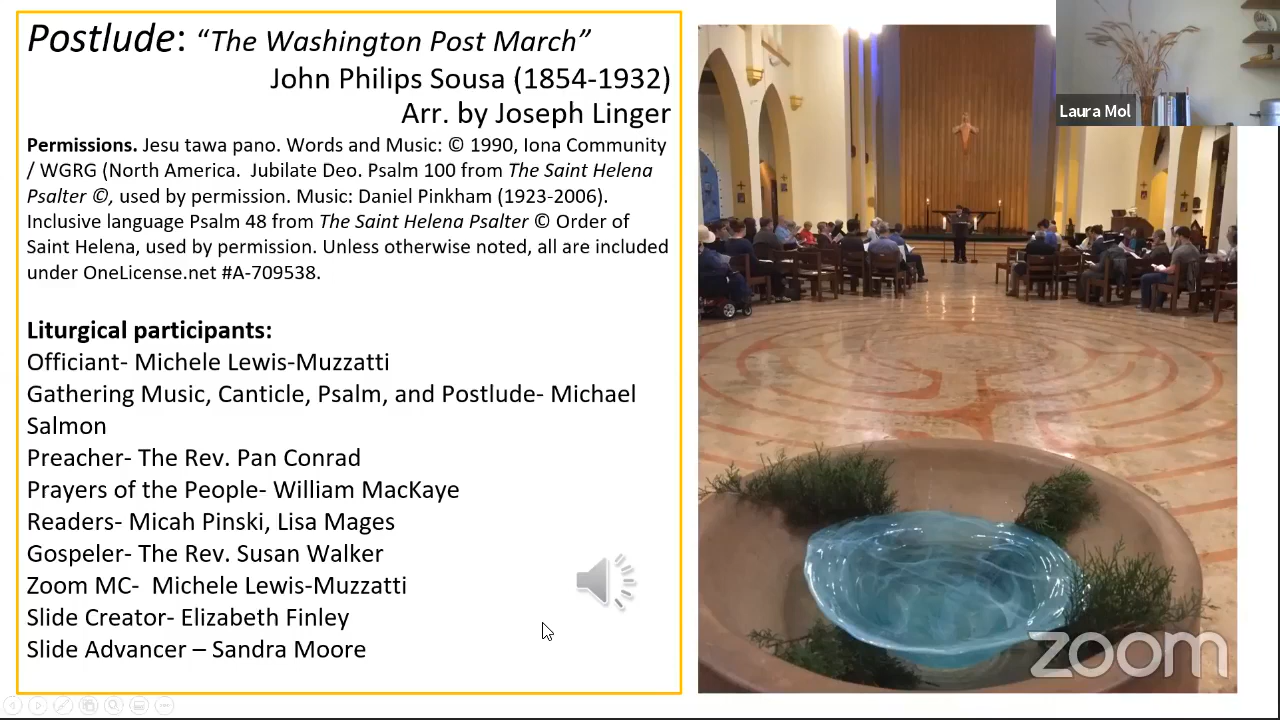 Postlude: “The Washington Post March”
John Philips Sousa (1854-1932)
Arr. by Joseph Linger
Permissions. Jesu tawa pano. Words and Music: © 1990, Iona Community
/ WGRG (North America.  Jubilate Deo. Psalm 100 from The Saint Helena
Psalter ©, used by permission. Music: Daniel Pinkham (1923-2006).
Inclusive language Psalm 48 from The Saint Helena Psalter © Order of
Saint Helena, used by permission. Unless otherwise noted, all are included
under OneLicense.net #A-709538.
Liturgical participants:
Officiant- Michele Lewis-Muzzatti
Gathering Music, Canticle, Psalm, and Postlude- Michael
Salmon
Preacher- The Rev. Pan Conrad
Prayers of the People- William MacKaye
Readers- Micah Pinski, Lisa Mages
Gospeler- The Rev. Susan Walker
Zoom MC-  Michele Lewis-Muzzatti
Slide Creator- Elizabeth Finley
Slide Advancer – Sandra Moore
Laura Mol
zoom